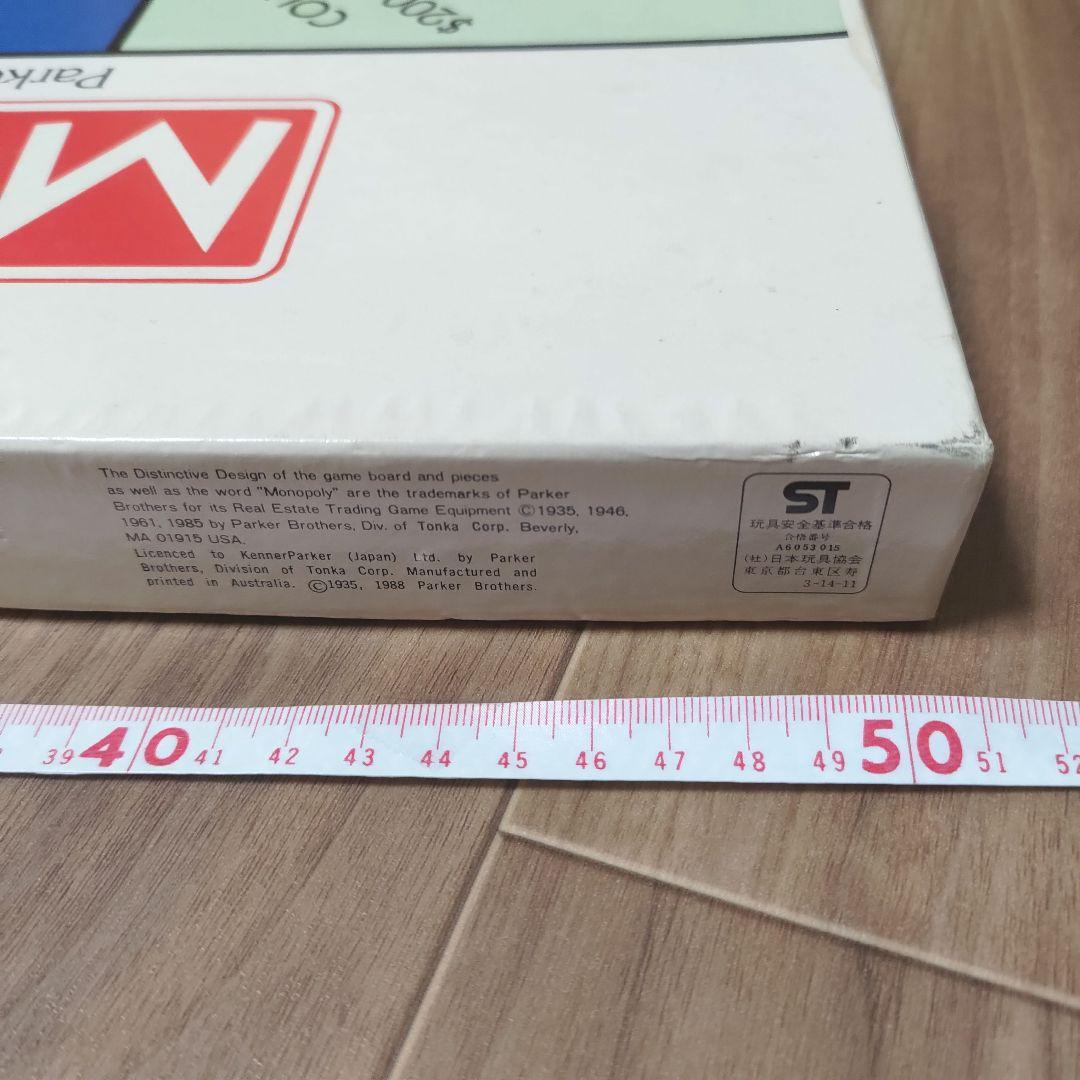 COL
$200
Park
M
The Distinctive Design of the game board and pieces
as well as the word "Monopoly" are the trademarks of Parker
Brothers for its Real Estate Trading Game Equipment ©1935, 1946,
1961, 1985 by Parker Brothers, Div. of Tonka Corp. Beverly,
MA 01915 USA.
Licenced to KennerParker (Japan) Ltd. by Parker
Brothers, Division of Tonka Corp. Manufactured and
printed in Australia. ©1935, 1988 Parker Brothers.
ST
玩具安全基準合格
合格番号
A6053015
(社)日本玩具協会
東京都台東区寿
3-14-11
39 40 41 42 43 44 45 46 47 48 49 50 51 52